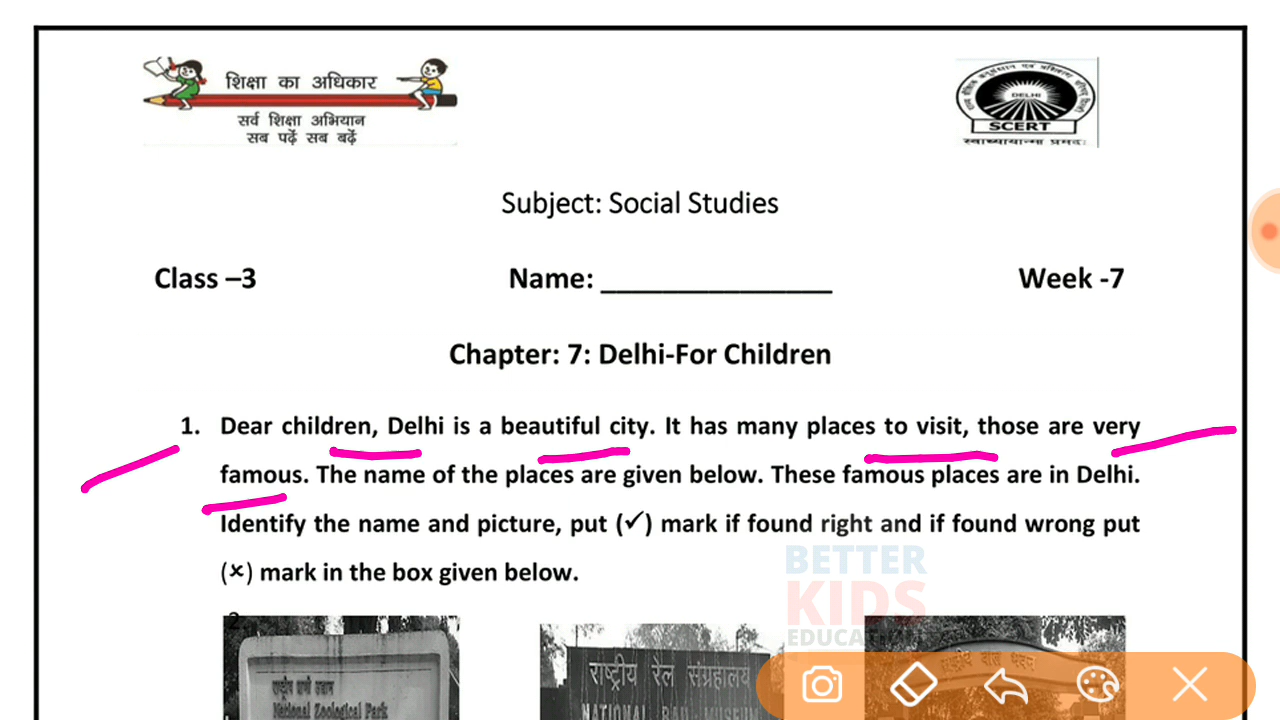 शिक्षा का अधिकार
सर्व शिक्षा अभियान
सब पढ़ें सब बढ़ें
DELHI
SCERT
Subject: Social Studies
Class –3 Name: _______________ Week -7
Chapter: 7: Delhi-For Children
1. Dear children, Delhi is a beautiful city. It has many places to visit, those are very
famous. The name of the places are given below. These famous places are in Delhi.
Identify the name and picture, put (✓) mark if found right and if found wrong put
(×) mark in the box given below.
BETTER
KIDS
EDUCATION
2.
National Zoological Park
राष्ट्रीय रेल संग्रहालय
NATIONAL RAIL MUSEUM